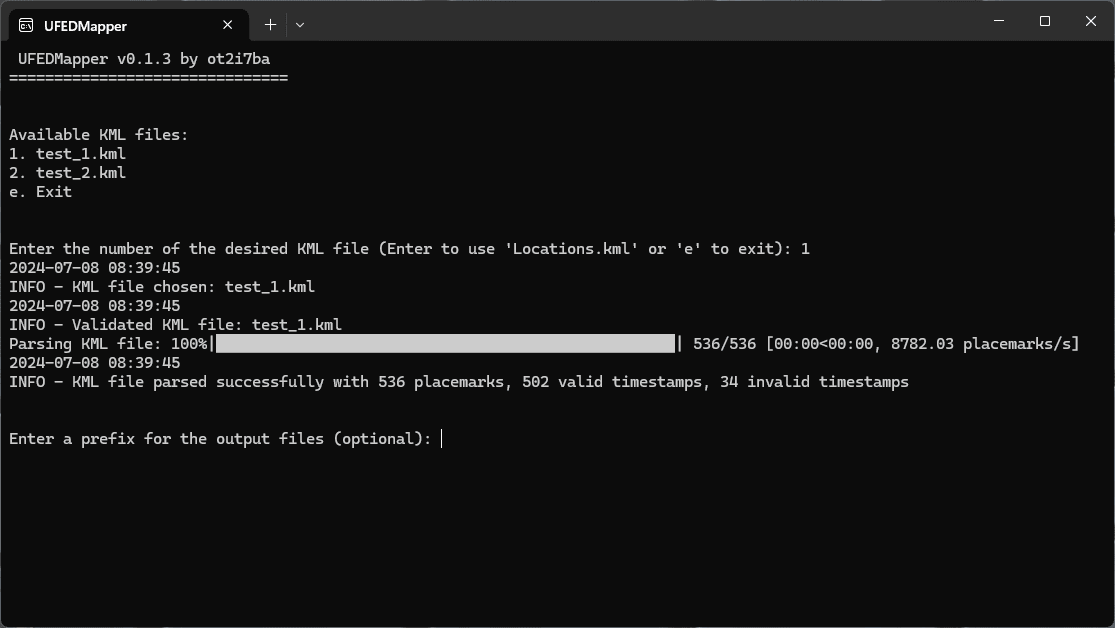 UFEDMapper
UFEDMapper v0.1.3 by ot2i7ba
===============================
Available KML files:
1. test_1.kml
2. test_2.kml
e. Exit
Enter the number of the desired KML file (Enter to use 'Locations.kml' or 'e' to exit): 1
2024-07-08 08:39:45
INFO - KML file chosen: test_1.kml
2024-07-08 08:39:45
INFO - Validated KML file: test_1.kml
Parsing KML file: 100%| | 536/536 [00:00<00:00, 8782.03 placemarks/s]
2024-07-08 08:39:45
INFO - KML file parsed successfully with 536 placemarks, 502 valid timestamps, 34 invalid timestamps
Enter a prefix for the output files (optional):